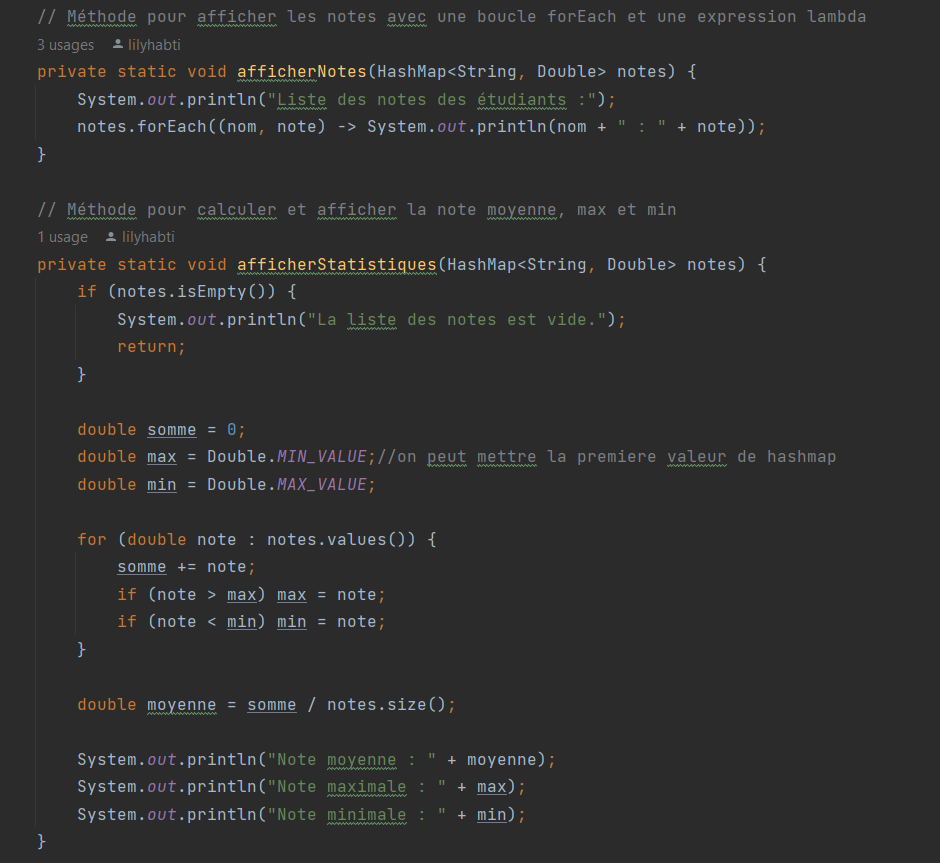 // Méthode pour afficher les notes avec une boucle forEach et une expression lambda
3 usages lilyhabti
private static void afficherNotes(HashMap<String, Double> notes) {
System.out.println("Liste des notes des étudiants :");
notes.forEach((nom, note) -> System.out.println(nom + " : " + note));
}
// Méthode pour calculer et afficher la note moyenne, max et min
1 usage lilyhabti
private static void afficherStatistiques(HashMap<String, Double> notes) {
if (notes.isEmpty()) {
System.out.println("La liste des notes est vide.");
return;
}
double somme = 0;
double max = Double.MIN_VALUE;//on peut mettre la premiere valeur de hashmap
double min = Double.MAX_VALUE;
for (double note : notes.values()) {
somme += note;
if (note > max) max = note;
if (note < min) min = note;
}
double moyenne = somme / notes.size();
System.out.println("Note moyenne : " + moyenne);
System.out.println("Note maximale : " + max);
System.out.println("Note minimale : " + min);
}